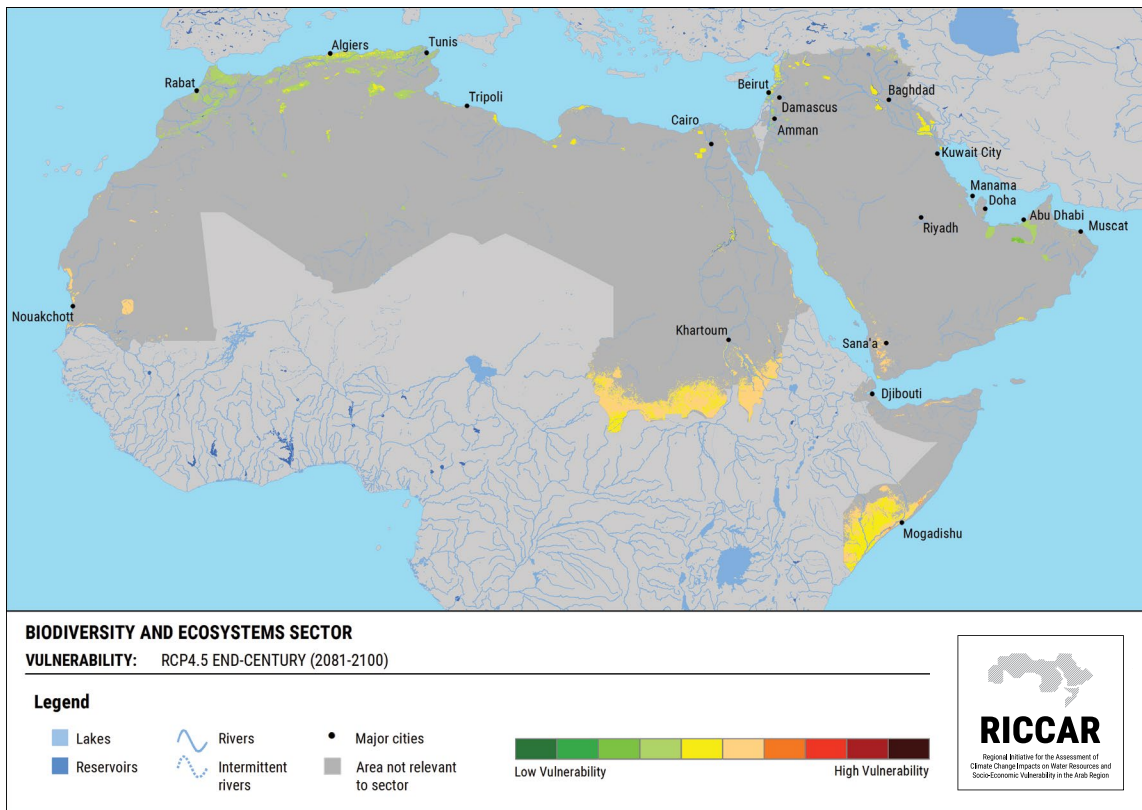 Algiers
Tunis
Rabat
Tripoli
Beirut
Damascus
Amman
Baghdad
Cairo
Kuwait City
Manama
Doha
Abu Dhabi
Muscat
Riyadh
Nouakchott
Khartoum
Sana'a
Djibouti
Mogadishu
BIODIVERSITY AND ECOSYSTEMS SECTOR
VULNERABILITY: RCP4.5 END-CENTURY (2081-2100)
Legend
Lakes
Rivers
Major cities
Reservoirs
Intermittent
rivers
Area not relevant
to sector
Low Vulnerability
High Vulnerability
RICCAR
Regional Initiative for the Assessment of
Climate Change Impacts on Water Resources and
Socio-Economic Vulnerability in the Arab Region